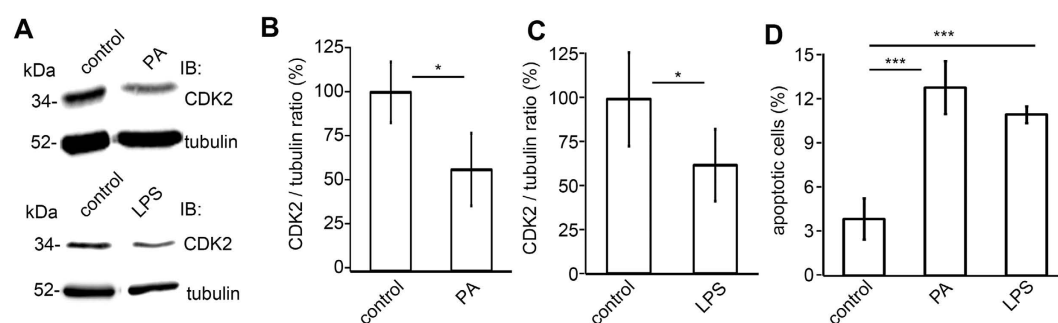 A
control
PA
kDa
IB:
34-
CDK2
52-
tubulin
control
LPS
kDa
IB:
34-
CDK2
52-
tubulin
B
CDK2 / tubulin ratio (%)
125
100
75
50
25
0
*
control
PA
C
CDK2 / tubulin ratio (%)
125
100
75
50
25
0
*
control
LPS
D
apoptotic cells (%)
15
12
9
6
3
0
***
***
control
PA
LPS